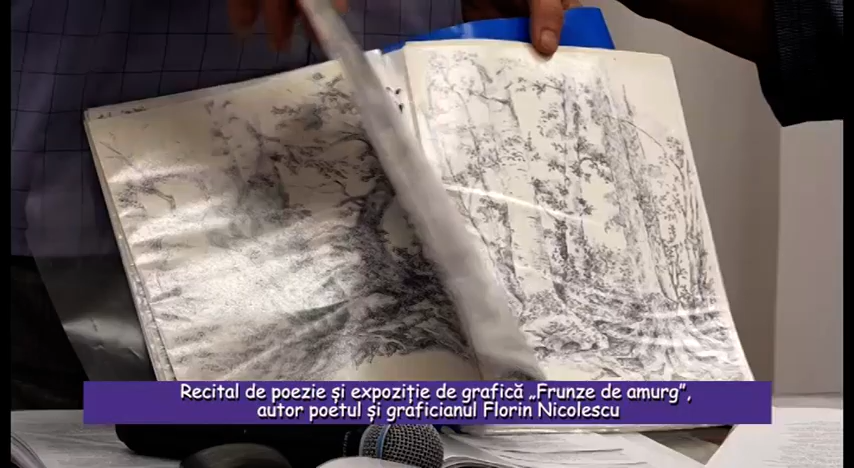 Recital de poezie și expoziție de grafică „Frunze de amurg”,
autor poetul și graficianul Florin Nicolescu